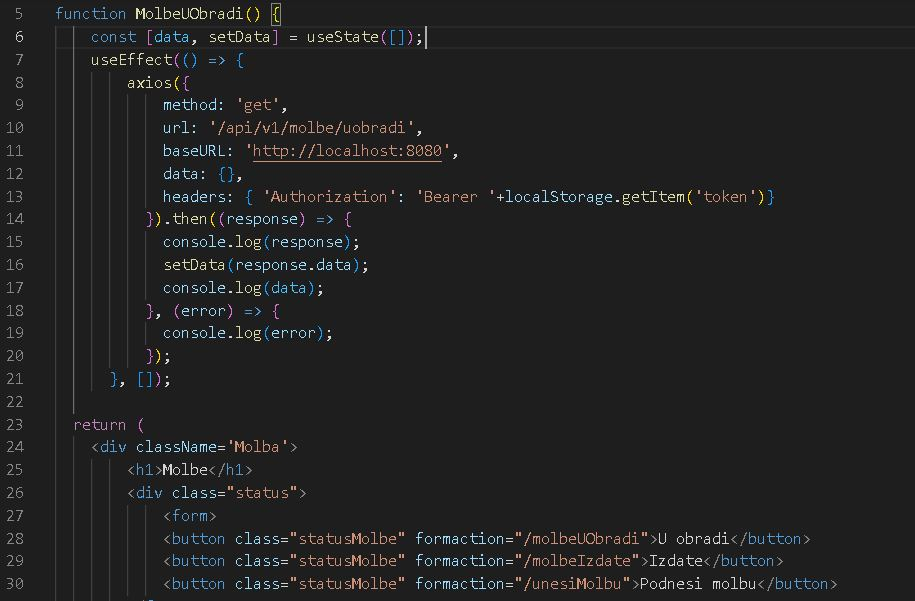 5 function MolbeUObradi() {
6 const [data, setData] = useState([]);
7 useEffect(() => {
8 axios({
9 method: 'get',
10 url: '/api/v1/molbe/uobradi',
11 baseURL: 'http://localhost:8080',
12 data: {},
13 headers: { 'Authorization': 'Bearer '+localStorage.getItem('token')}
14 }).then((response) => {
15 console.log(response);
16 setData(response.data);
17 console.log(data);
18 }, (error) => {
19 console.log(error);
20 });
21 }, []);
22
23 return (
24 <div className='Molba'>
25 <h1>Molbe</h1>
26 <div class="status">
27 <form>
28 <button class="statusMolbe" formaction="/molbeUObradi">U obradi</button>
29 <button class="statusMolbe" formaction="/molbeIzdate">Izdate</button>
30 <button class="statusMolbe" formaction="/unesiMolbu">Podnesi molbu</button>